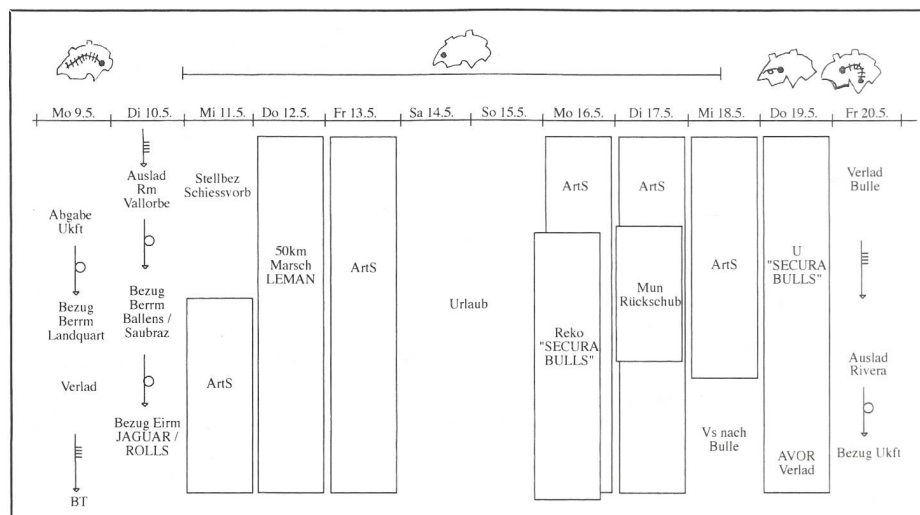 Mo 9.5.
Di 10.5.
Mi 11.5.
Do 12.5.
Fr 13.5.
Sa 14.5.
So 15.5.
Mo 16.5.
Di 17.5.
Mi 18.5.
Do 19.5.
Fr 20.5.
Abgabe
Ukft
Bezug
Berrm
Landquart
Verlad
BT
Auslad
Rm
Vallorbe
Bezug
Berrm
Ballens /
Saubraz
Bezug Eirm
JAGUAR /
ROLLS
Stellbez
Schiessvorb
ArtS
50km
Marsch
LEMAN
ArtS
Urlaub
ArtS
Reko
"SECURA
BULLS"
ArtS
Mun
Rückschub
ArtS
Vs nach
Bulle
U
"SECURA
BULLS"
AVOR
Verlad
Verlad
Bulle
Auslad
Rivera
Bezug Ukft